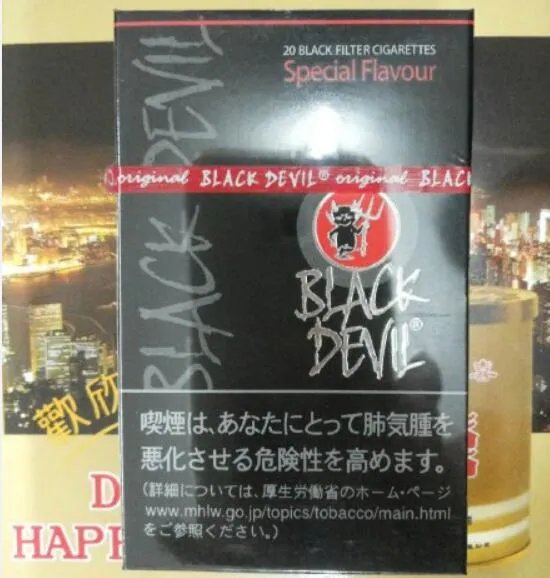 20 BLACK FILTER CIGARETTES
Special Flavour
BLACK DEVIL
original BLACK DEVIL® original BLACK
BLACK
DEVIL®
歡欣
喫煙は、あなたにとって肺気腫を
悪化させる危険性を高めます。
(詳細については、厚生労働省のホーム・ページ
www.mhlw.go.jp/topics/tobacco/main.html
をご参照ください。)
D
HAPP